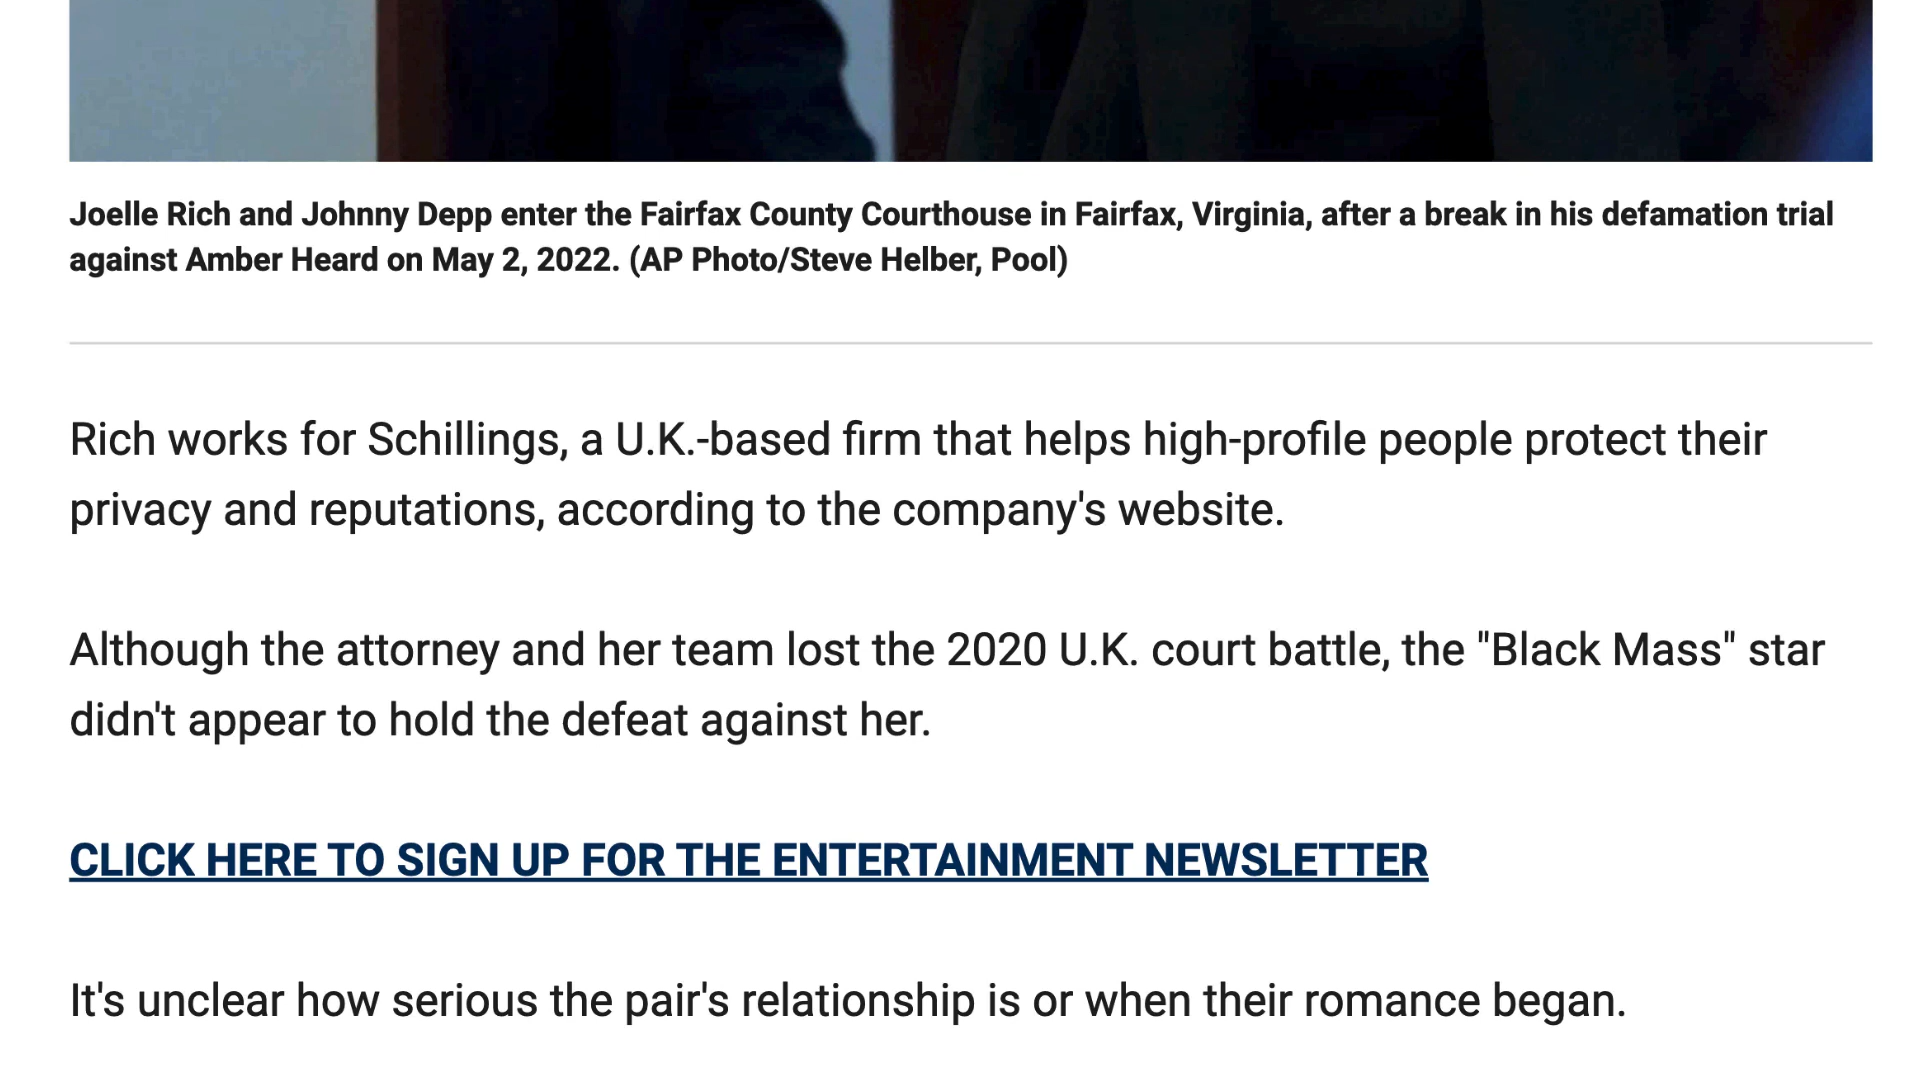 Joelle Rich and Johnny Depp enter the Fairfax County Courthouse in Fairfax, Virginia, after a break in his defamation trial
against Amber Heard on May 2, 2022. (AP Photo/Steve Helber, Pool)
Rich works for Schillings, a U.K.-based firm that helps high-profile people protect their
privacy and reputations, according to the company's website.
Although the attorney and her team lost the 2020 U.K. court battle, the "Black Mass" star
didn't appear to hold the defeat against her.
CLICK HERE TO SIGN UP FOR THE ENTERTAINMENT NEWSLETTER
It's unclear how serious the pair's relationship is or when their romance began.